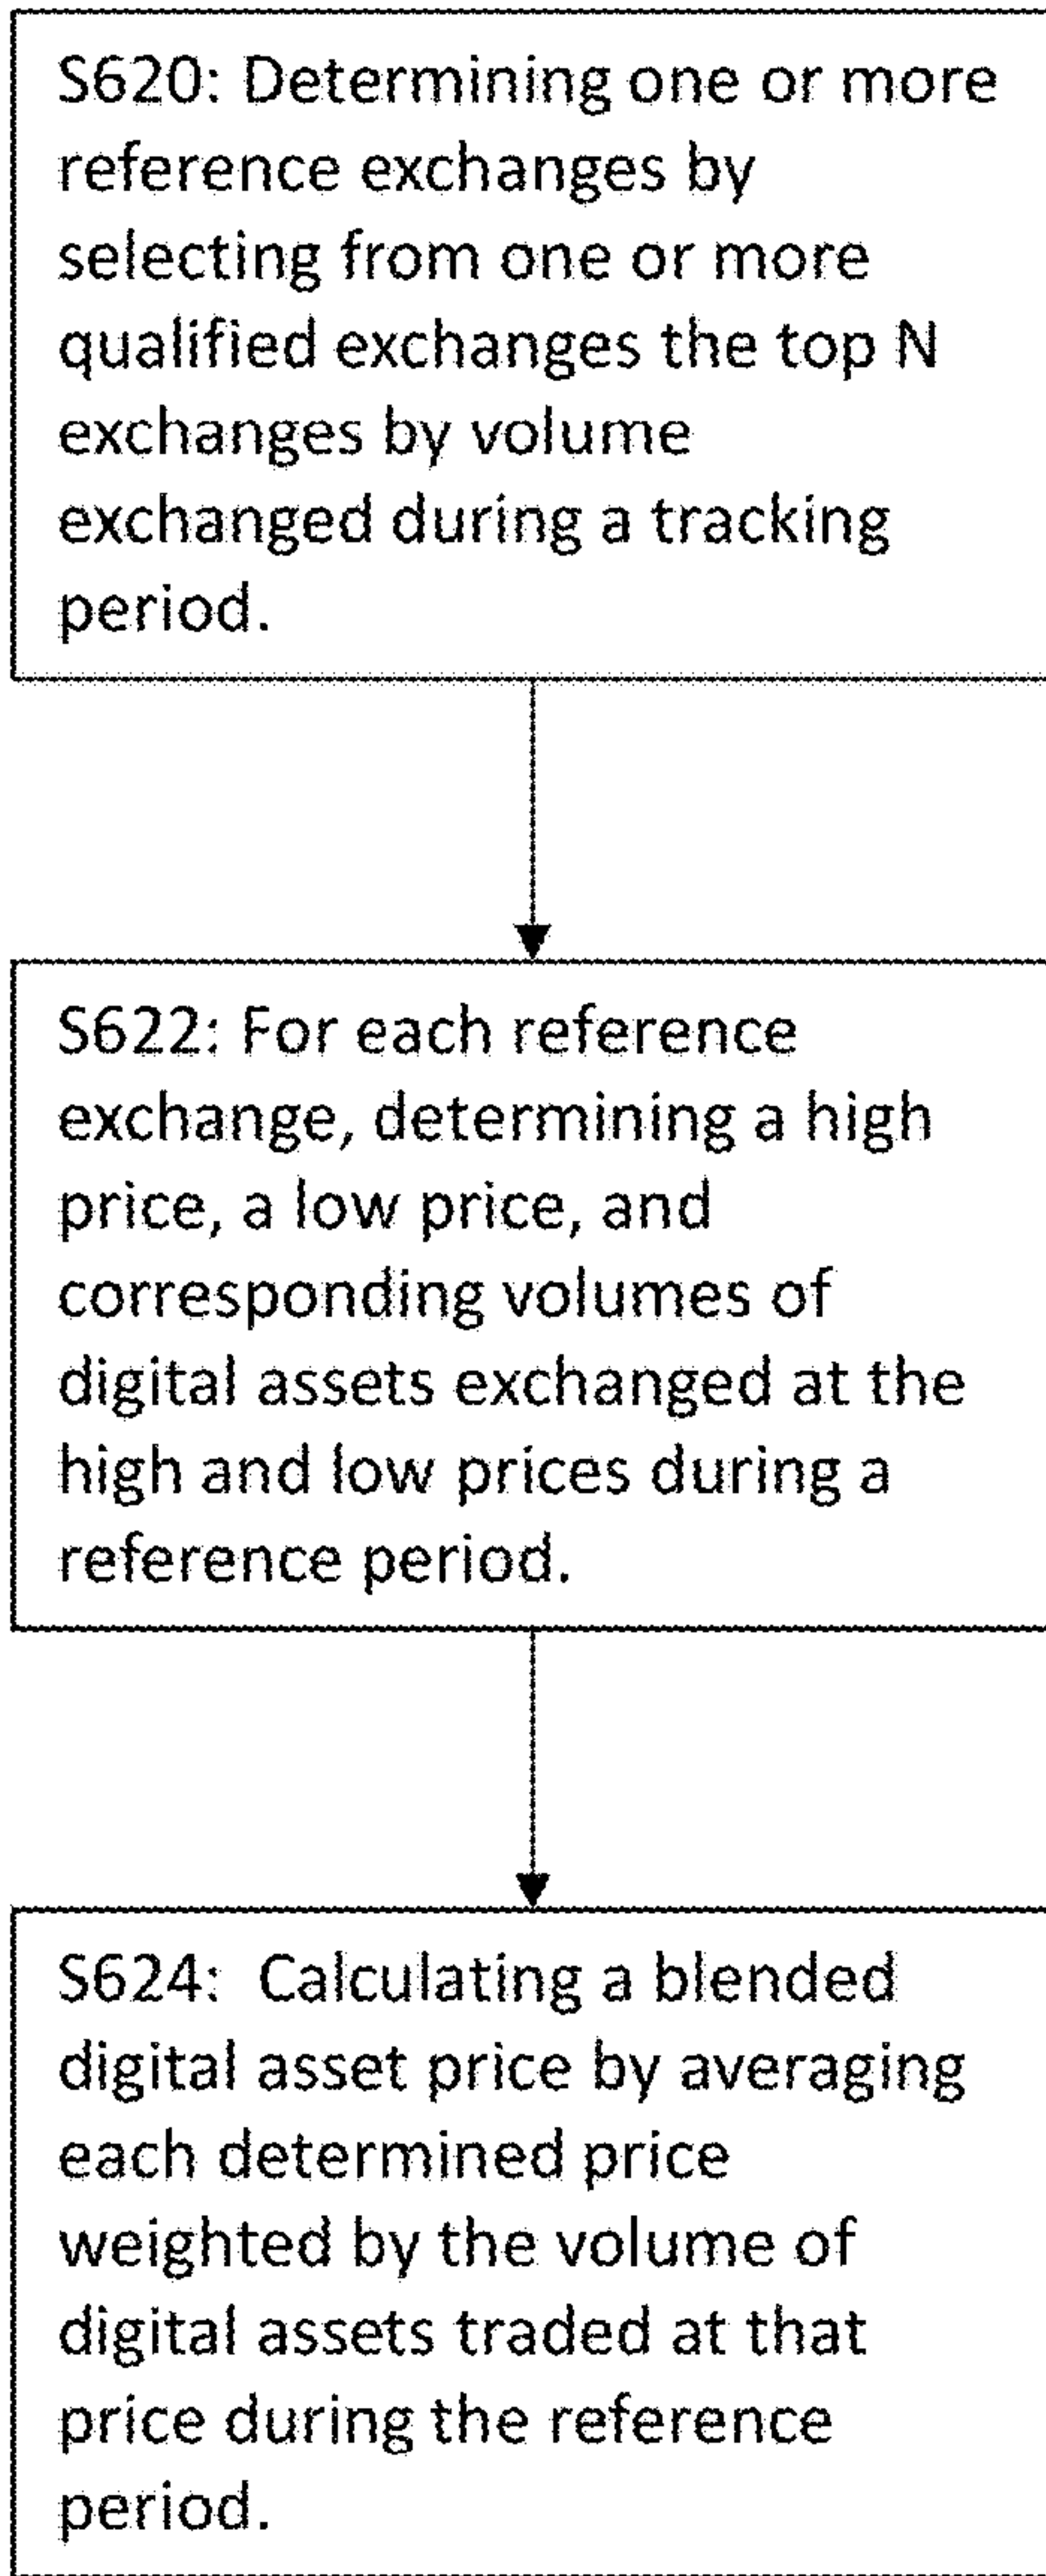 S620: Determining one or more
reference exchanges by
selecting from one or more
qualified exchanges the top N
exchanges by volume
exchanged during a tracking
period.
S622: For each reference
exchange, determining a high
price, a low price, and
corresponding volumes of
digital assets exchanged at the
high and low prices during a
reference period.
S624: Calculating a blended
digital asset price by averaging
each determined price
weighted by the volume of
digital assets traded at that
price during the reference
period.